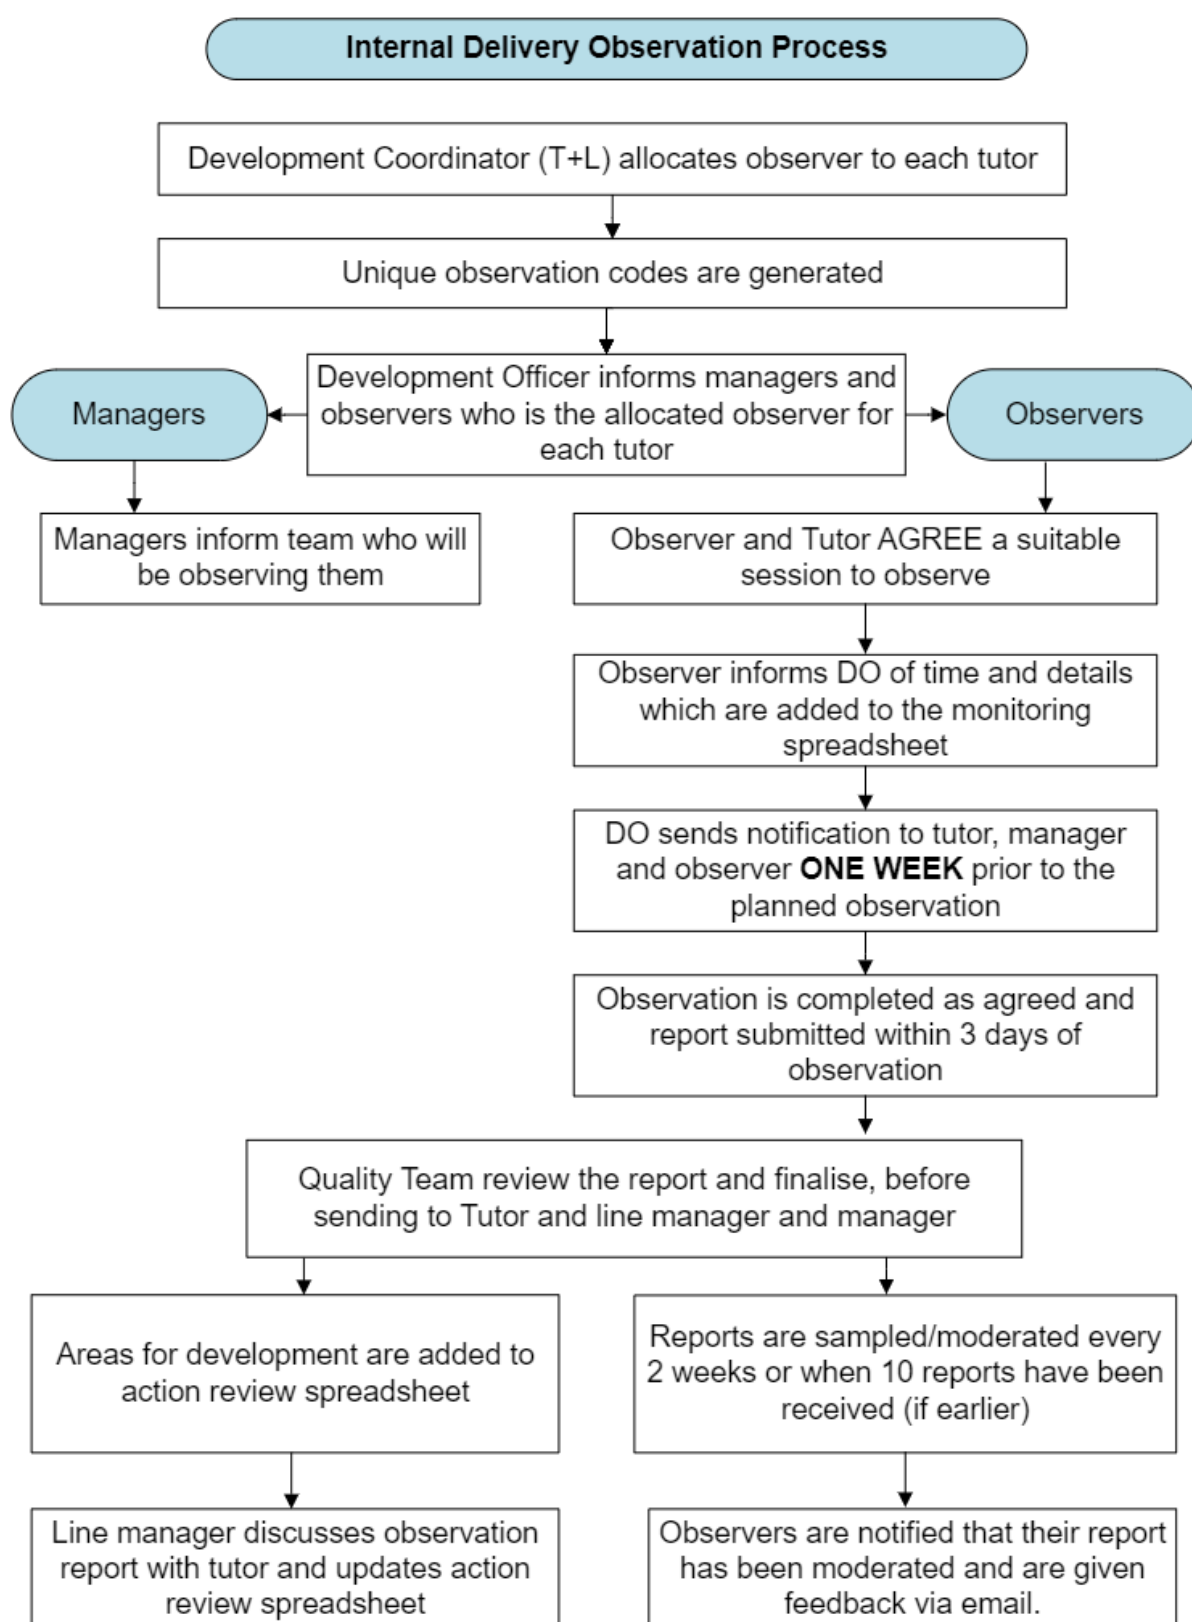 Internal Delivery Observation Process
Development Coordinator (T+L) allocates observer to each tutor
Unique observation codes are generated
Development Officer informs managers and
observers who is the allocated observer for
each tutor
Managers
Observers
Managers inform team who will
be observing them
Observer and Tutor AGREE a suitable
session to observe
Observer informs DO of time and details
which are added to the monitoring
spreadsheet
DO sends notification to tutor, manager
and observer ONE WEEK prior to the
planned observation
Observation is completed as agreed and
report submitted within 3 days of
observation
Quality Team review the report and finalise, before
sending to Tutor and line manager and manager
Areas for development are added to
action review spreadsheet
Reports are sampled/moderated every
2 weeks or when 10 reports have been
received (if earlier)
Line manager discusses observation
report with tutor and updates action
review spreadsheet
Observers are notified that their report
has been moderated and are given
feedback via email.